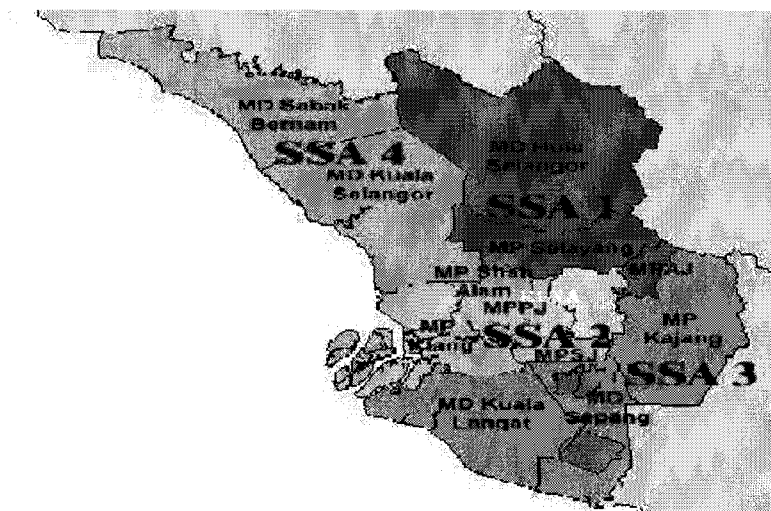 MD Sabak
Bernam
SSA 4
MD Kuala
Selangor
MD Hulu
Selangor
SSA 1
MP Selayang
MPAJ
MP Shah
Alam
MPPJ
MP
Klang
SSA 2
MPSJ
MP
Kajang
SSA 3
MD Kuala
Langat
MD
Sepang